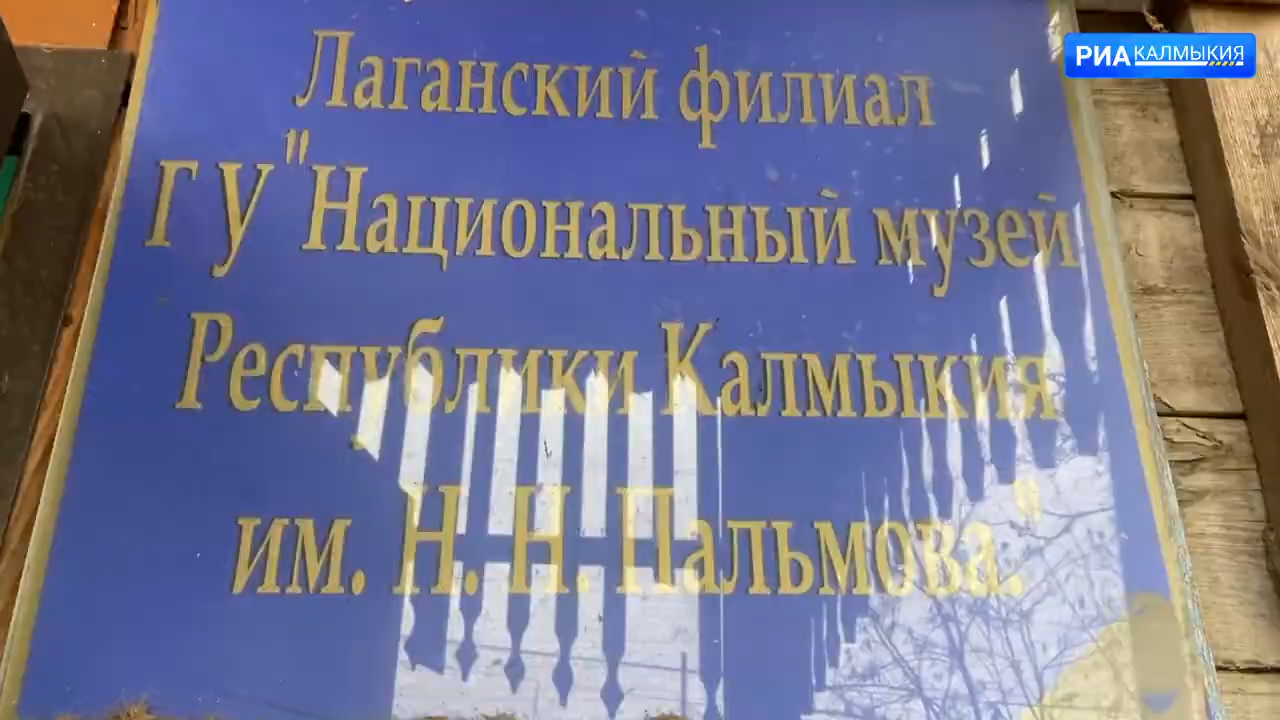 РИА КАЛМЫКИЯ
Лаганский филиал
ГУ "Национальный музей
Республики Калмыкия
им. Н. Н. Пальмова."